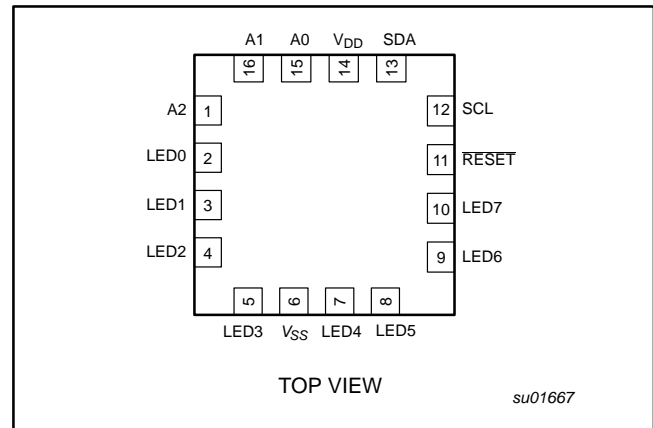 A1 A0 VDD SDA
16 15 14 13
A2 1 12 SCL
LED0 2 11 RESET
LED1 3 10 LED7
LED2 4 9 LED6
5 6 7 8
LED3 VSS LED4 LED5
TOP VIEW
su01667